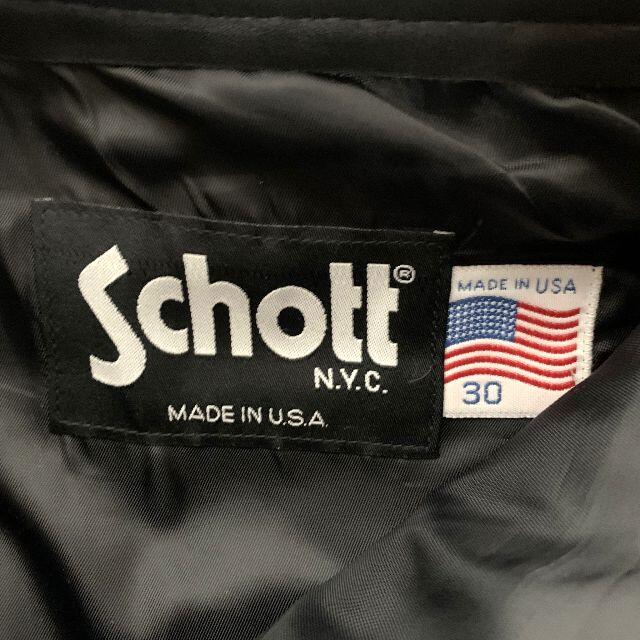 Schott®
N.Y.C.
MADE IN U.S.A.
MADE IN USA
30